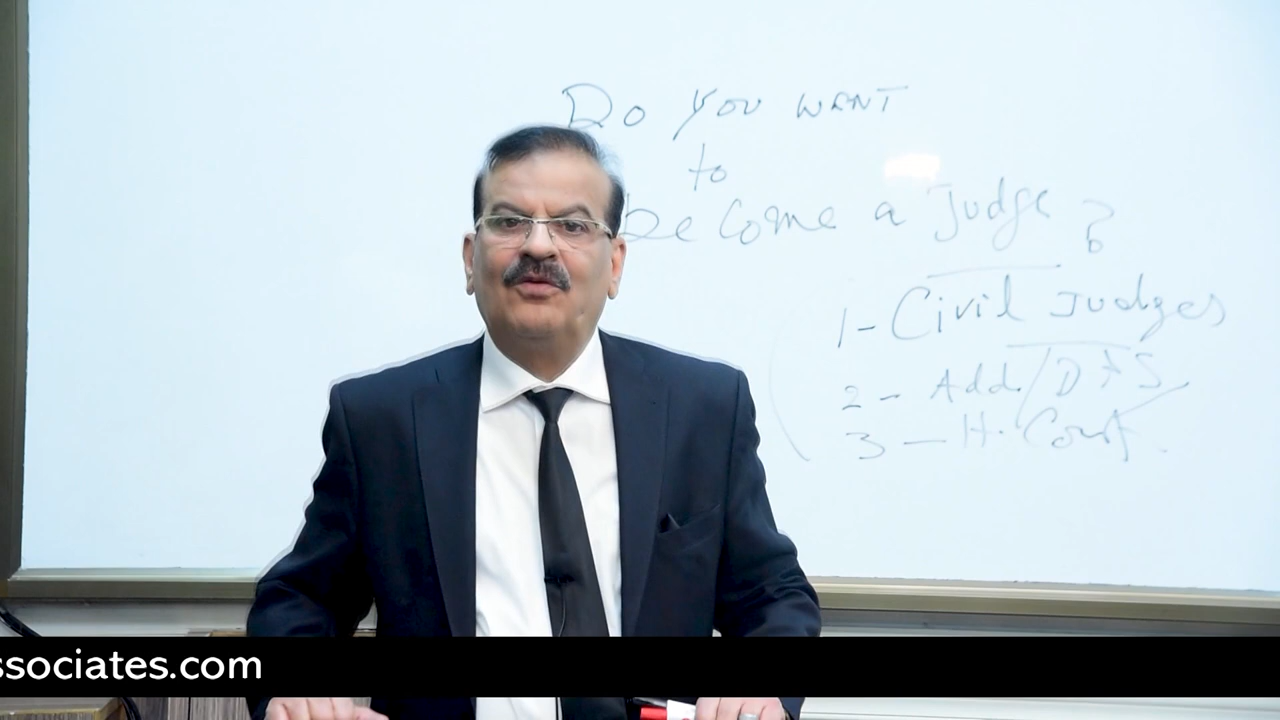 Do YOU WANT
to
become a Judge ?
1- Civil Judges
2 - Add/D & S
3 - H. Court.
ssociates.com